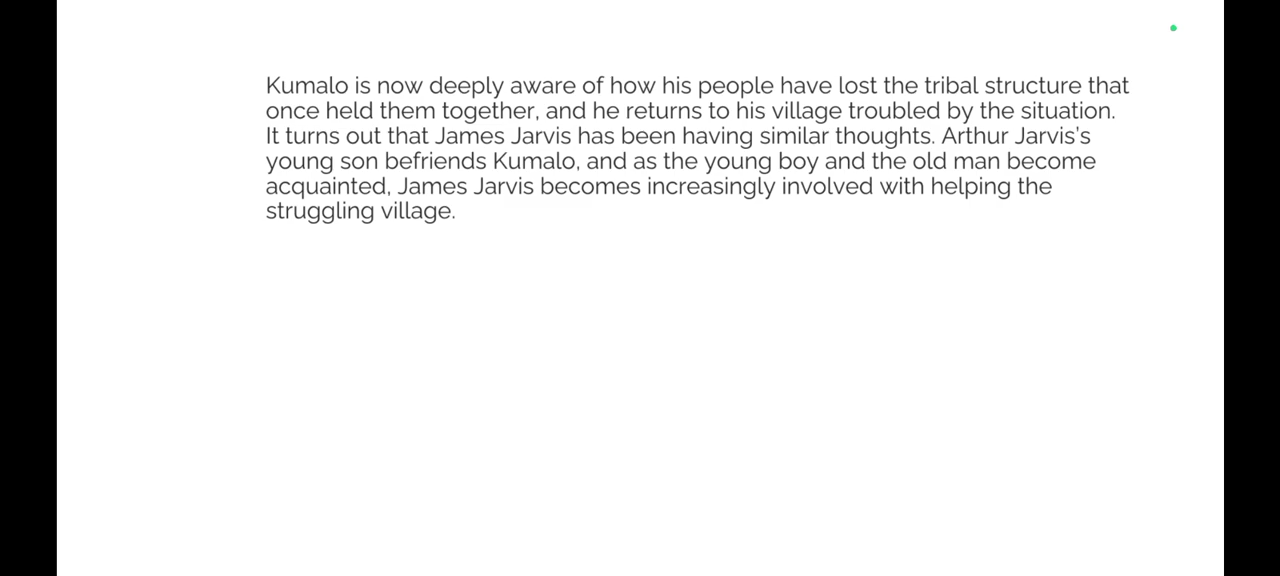 Kumalo is now deeply aware of how his people have lost the tribal structure that
once held them together, and he returns to his village troubled by the situation.
It turns out that James Jarvis has been having similar thoughts. Arthur Jarvis's
young son befriends Kumalo, and as the young boy and the old man become
acquainted, James Jarvis becomes increasingly involved with helping the
struggling village.